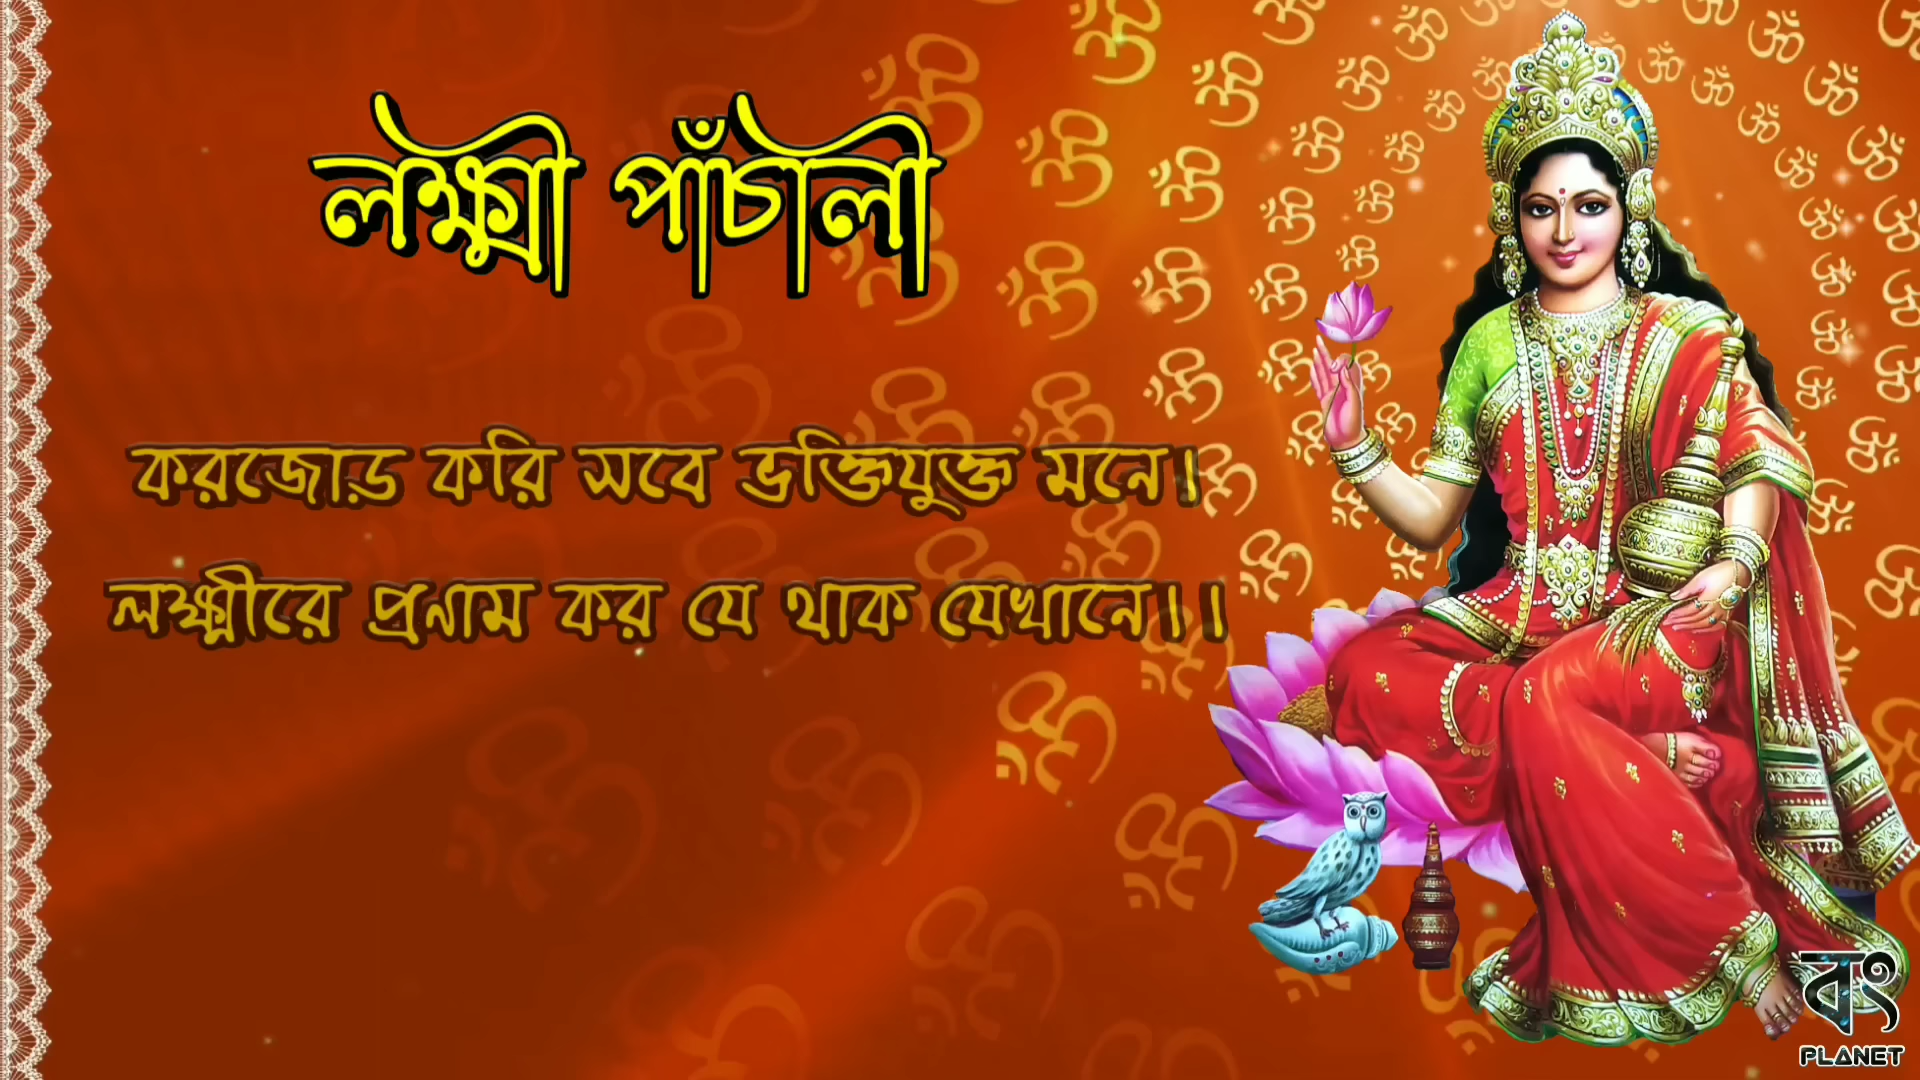 লক্ষ্মী পাঁচালী
করজোড় করি সবে ভক্তিযুক্ত মনে।
লক্ষ্মীরে প্রণাম কর যে থাক যেখানে।।
বং
PLANET